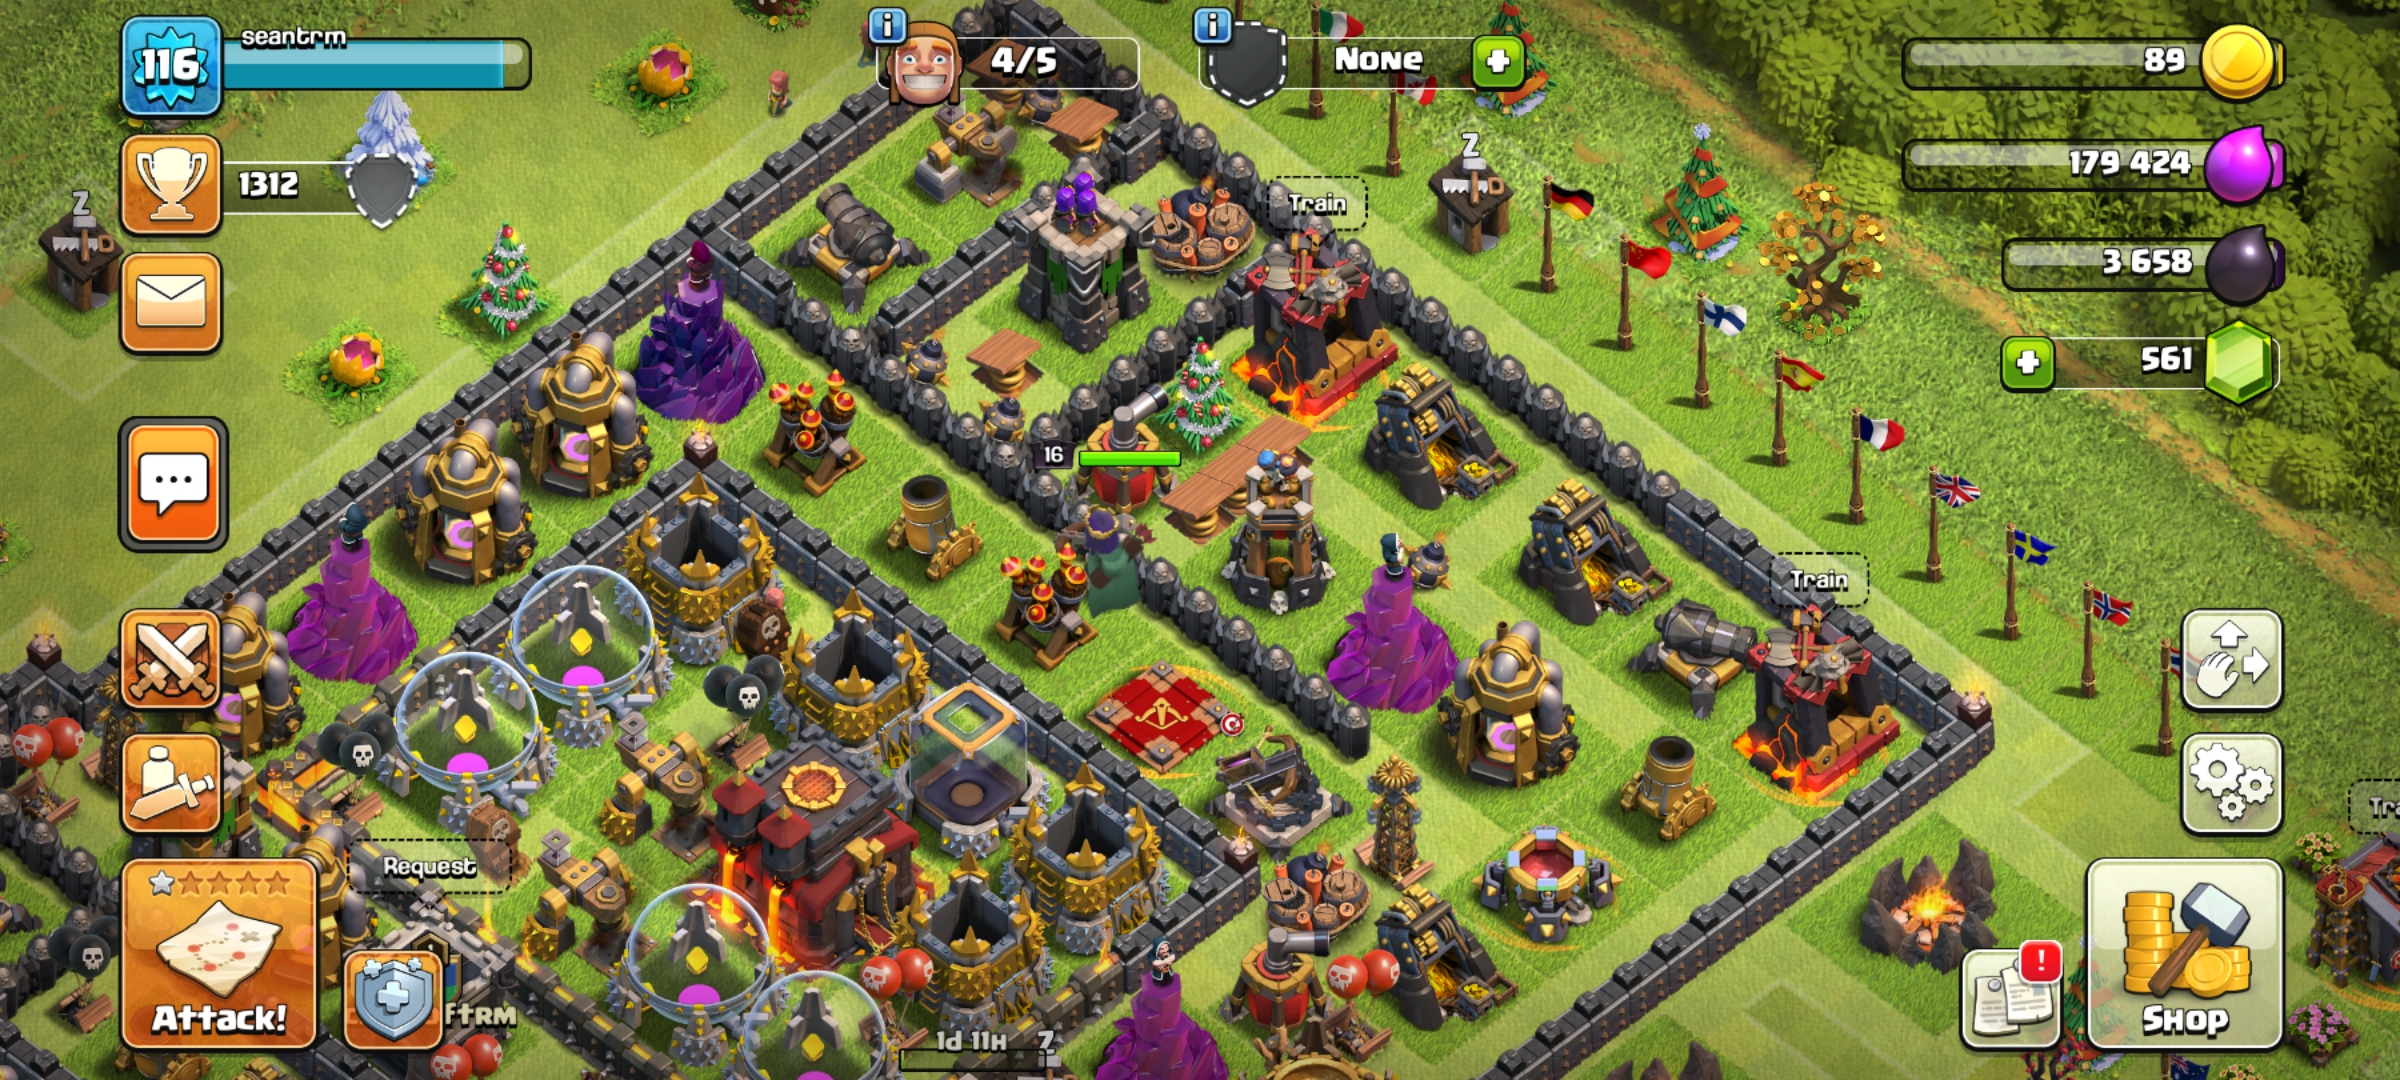 116
seantrm
4/5
None
89
1312
179 424
3 658
561
Train
16
Train
Request
Attack!
FTRM
1d 11H
Shop